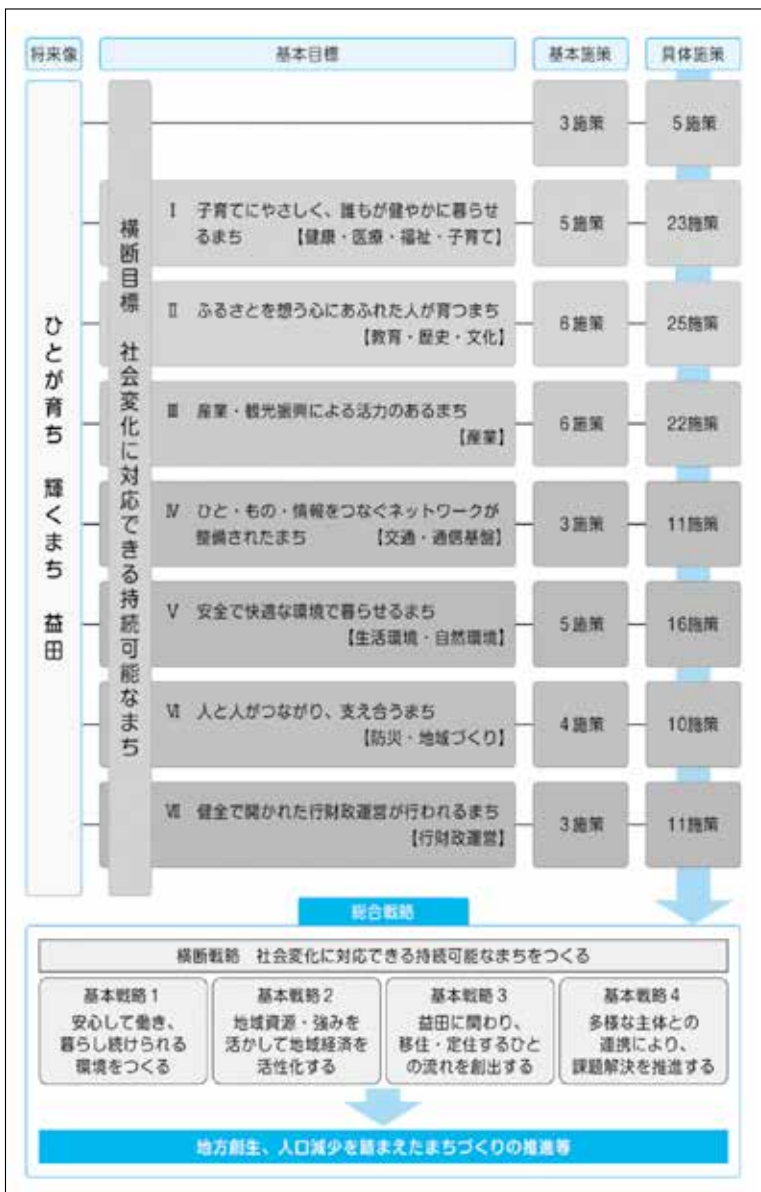 将来像
基本目標
基本施策
具体施策
ひとが育ち 輝くまち 益田
横断目標 社会変化に対応できる持続可能なまち
3施策
5施策
Ⅰ 子育てにやさしく、誰もが健やかに暮らせ
るまち 【健康・医療・福祉・子育て】
5施策
23施策
Ⅱ ふるさとを想う心にあふれた人が育つまち
【教育・歴史・文化】
6施策
25施策
Ⅲ 産業・観光振興による活力のあるまち
【産業】
6施策
22施策
Ⅳ ひと・もの・情報をつなぐネットワークが
整備されたまち 【交通・通信基盤】
3施策
11施策
Ⅴ 安全で快適な環境で暮らせるまち
【生活環境・自然環境】
5施策
16施策
Ⅵ 人と人がつながり、支え合うまち
【防災・地域づくり】
4施策
10施策
Ⅶ 健全で開かれた行財政運営が行われるまち
【行財政運営】
3施策
11施策
総合戦略
横断戦略 社会変化に対応できる持続可能なまちをつくる
基本戦略1
安心して働き、
暮らし続けられる
環境をつくる
基本戦略2
地域資源・強みを
活かして地域経済を
活性化する
基本戦略3
益田に関わり、
移住・定住するひと
の流れを創出する
基本戦略4
多様な主体との
連携により、
課題解決を推進する
地方創生、人口減少を踏まえたまちづくりの推進等